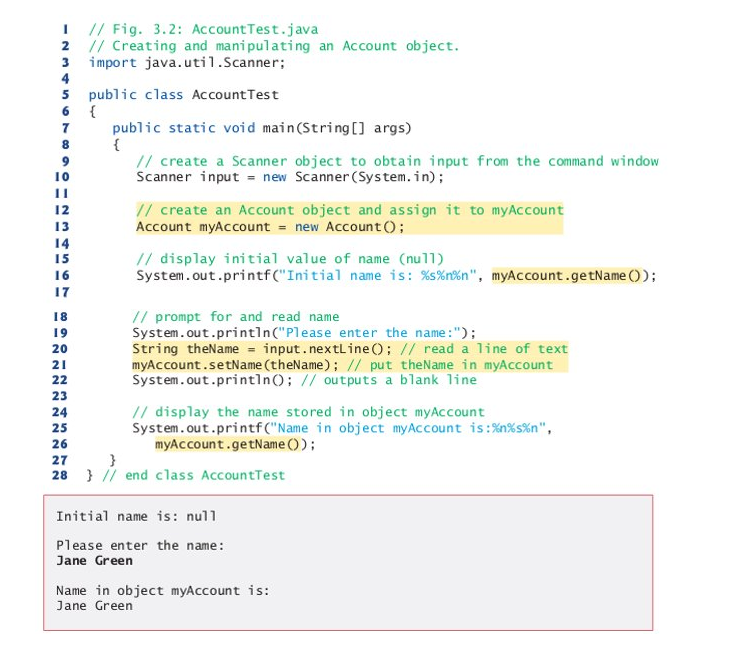 1 // Fig. 3.2: AccountTest.java
2 // Creating and manipulating an Account object.
3 import java.util.Scanner;
4
5 public class AccountTest
6 {
7 public static void main(String[] args)
8 {
9 // create a Scanner object to obtain input from the command window
10 Scanner input = new Scanner(System.in);
11
12 // create an Account object and assign it to myAccount
13 Account myAccount = new Account();
14
15 // display initial value of name (null)
16 System.out.printf("Initial name is: %s%n%n", myAccount.getName());
17
18 // prompt for and read name
19 System.out.println("Please enter the name:");
20 String theName = input.nextLine(); // read a line of text
21 myAccount.setName(theName); // put theName in myAccount
22 System.out.println(); // outputs a blank line
23
24 // display the name stored in object myAccount
25 System.out.printf("Name in object myAccount is:%n%s%n",
26 myAccount.getName());
27 }
28 } // end class AccountTest
Initial name is: null
Please enter the name:
Jane Green
Name in object myAccount is:
Jane Green